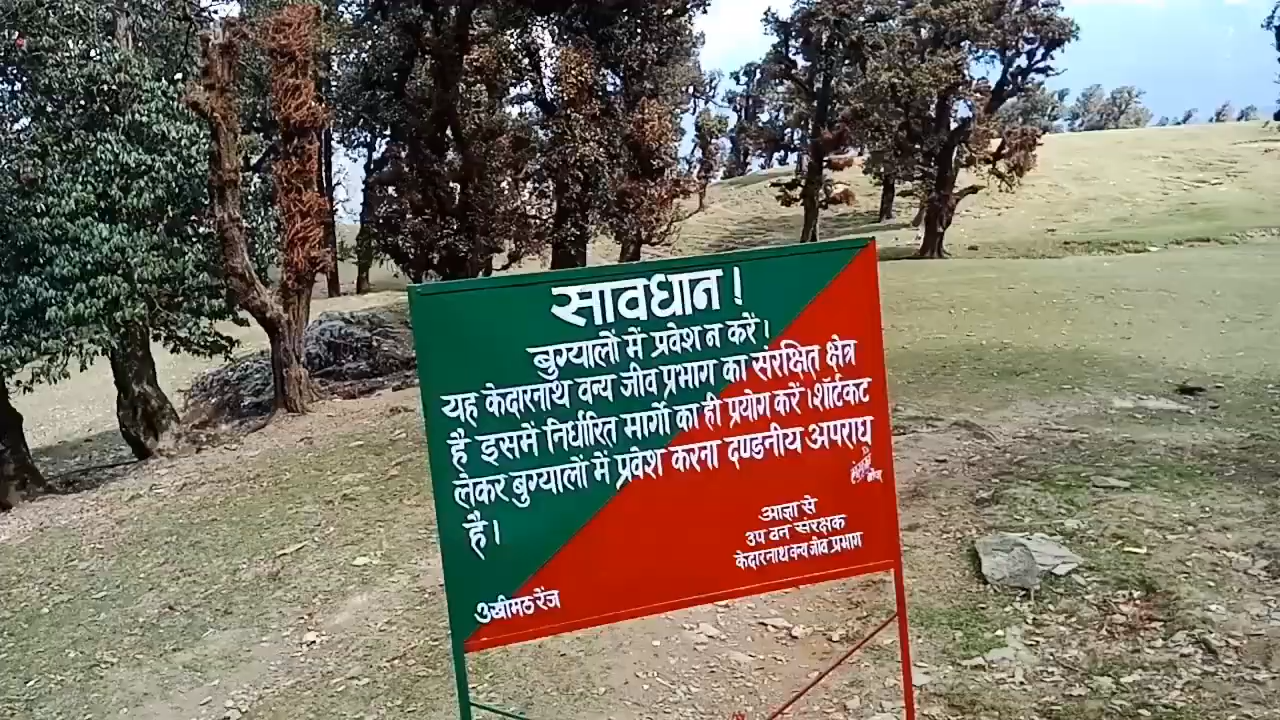 सावधान!
बुग्यालों में प्रवेश न करें।
यह केदारनाथ वन्य जीव प्रभाग का संरक्षित क्षेत्र
है इसमें निर्धारित मार्गो का ही प्रयोग करें।शॉर्टकट
लेकर बुग्यालों में प्रवेश करना दण्डनीय अपराध
है।
आज्ञा से
उप वन संरक्षक
केदारनाथ वन्य जीव प्रभाग
उखीमठ रेंज